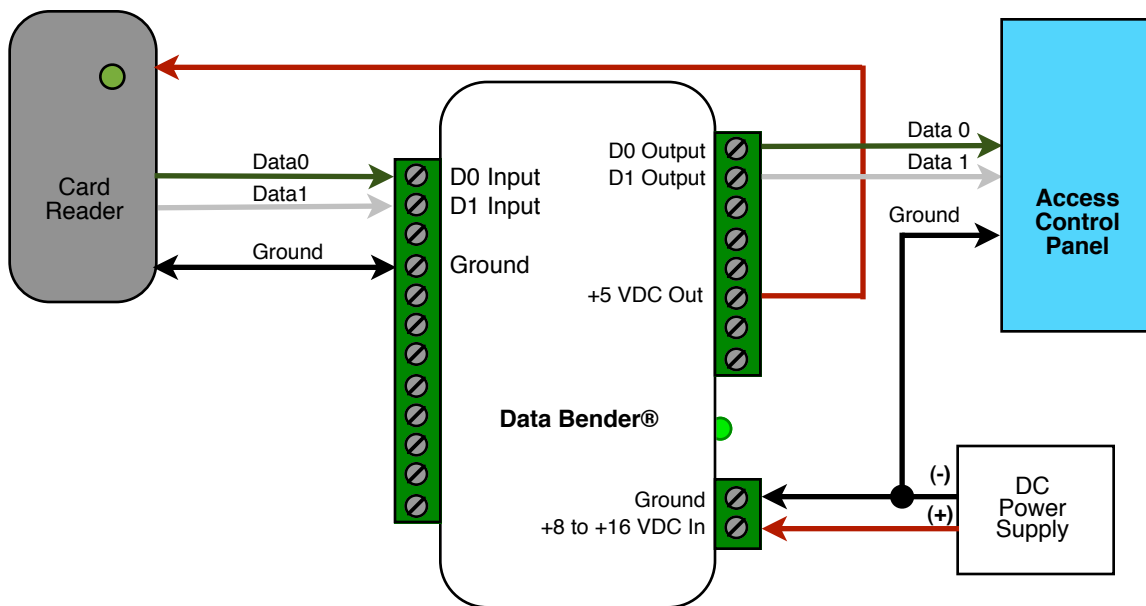 Card
Reader
Data0
Data1
Ground
D0 Input
D1 Input
Ground
D0 Output
D1 Output
+5 VDC Out
Data Bender®
Ground
+8 to +16 VDC In
Data 0
Data 1
Ground
Access
Control
Panel
(-)
(+)
DC
Power
Supply